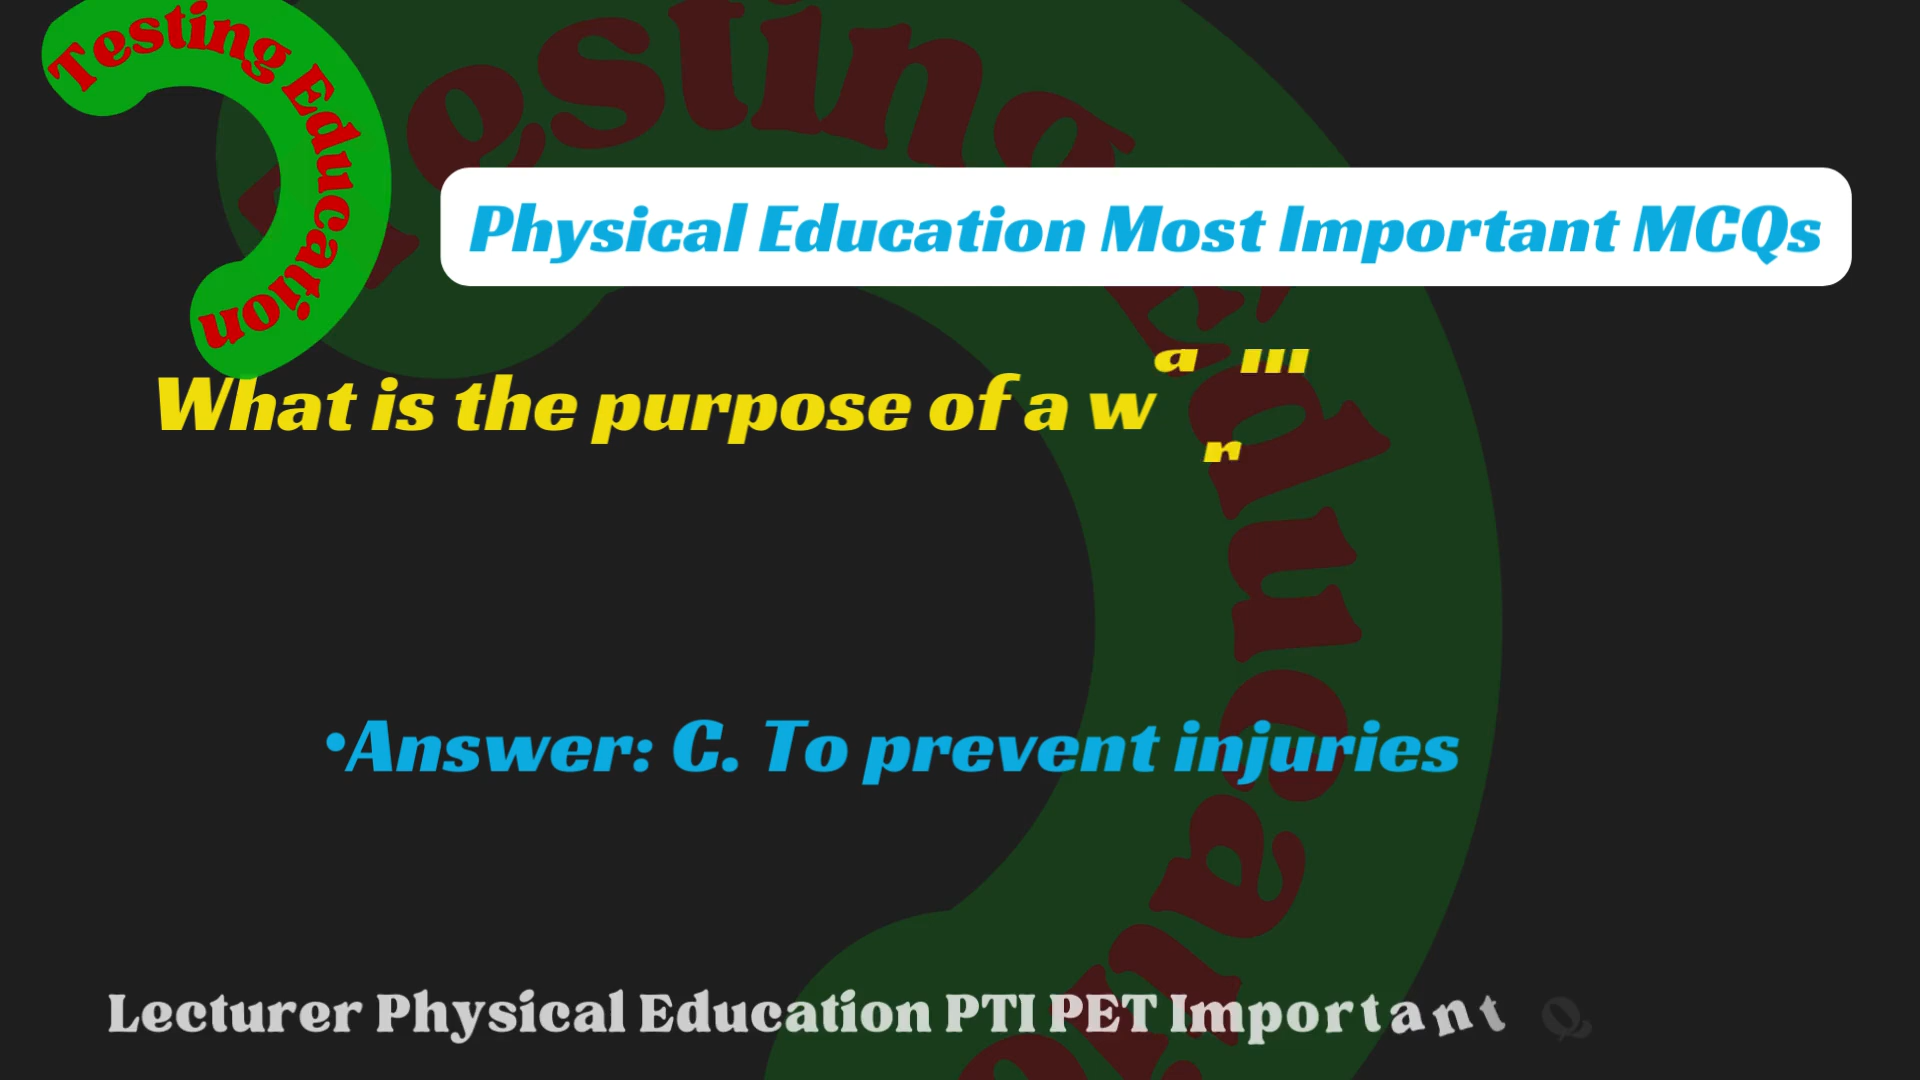 Testing Education
Physical Education Most Important MCQs
What is the purpose of a w
•Answer: C. To prevent injuries
Lecturer Physical Education PTI PET Important Q